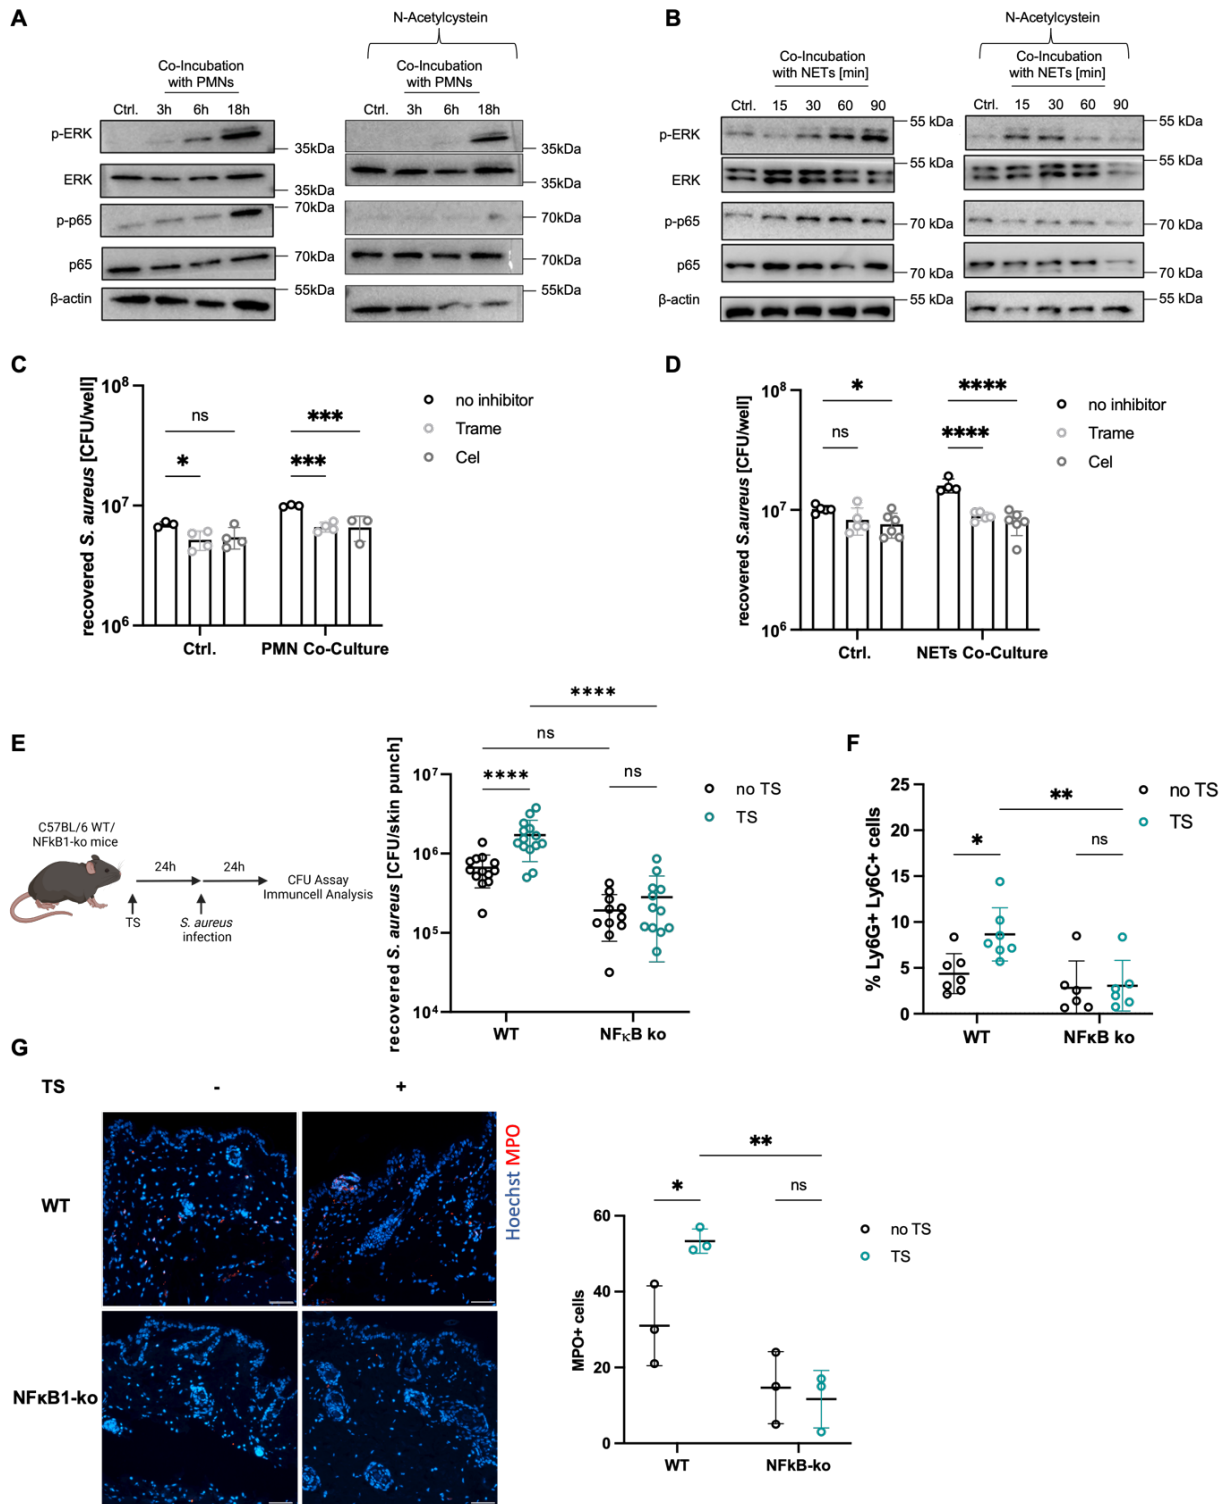 A
N-Acetylcystein
Co-Incubation
with PMNs
Co-Incubation
with PMNs
Ctrl. 3h 6h 18h
Ctrl. 3h 6h 18h
p-ERK
35kDa
35kDa
ERK
35kDa
35kDa
p-p65
70kDa
70kDa
p65
70kDa
70kDa
β-actin
55kDa
55kDa
B
N-Acetylcystein
Co-Incubation
with NETs [min]
Co-Incubation
with NETs [min]
Ctrl. 15 30 60 90
Ctrl. 15 30 60 90
p-ERK
55 kDa
55 kDa
ERK
55 kDa
55 kDa
p-p65
70 kDa
70 kDa
p65
70 kDa
70 kDa
β-actin
55 kDa
55 kDa
C
recovered S. aureus [CFU/well]
10⁸
10⁷
10⁶
ns
*
***
***
no inhibitor
Trame
Cel
Ctrl.
PMN Co-Culture
D
recovered S.aureus [CFU/well]
10⁸
10⁷
10⁶
*
ns
****
****
no inhibitor
Trame
Cel
Ctrl.
NETs Co-Culture
E
C57BL/6 WT/
NFkB1-ko mice
24h
24h
TS
S. aureus
infection
CFU Assay
Immuncell Analysis
recovered S. aureus [CFU/skin punch]
10⁷
10⁶
10⁵
10⁴
****
ns
****
ns
no TS
TS
WT
NFκB ko
F
% Ly6G+ Ly6C+ cells
25
20
15
10
5
0
**
*
ns
no TS
TS
WT
NFκB ko
G
TS
-
+
WT
NFκB1-ko
Hoechst MPO
MPO+ cells
60
40
20
0
**
*
ns
no TS
TS
WT
NFkB-ko